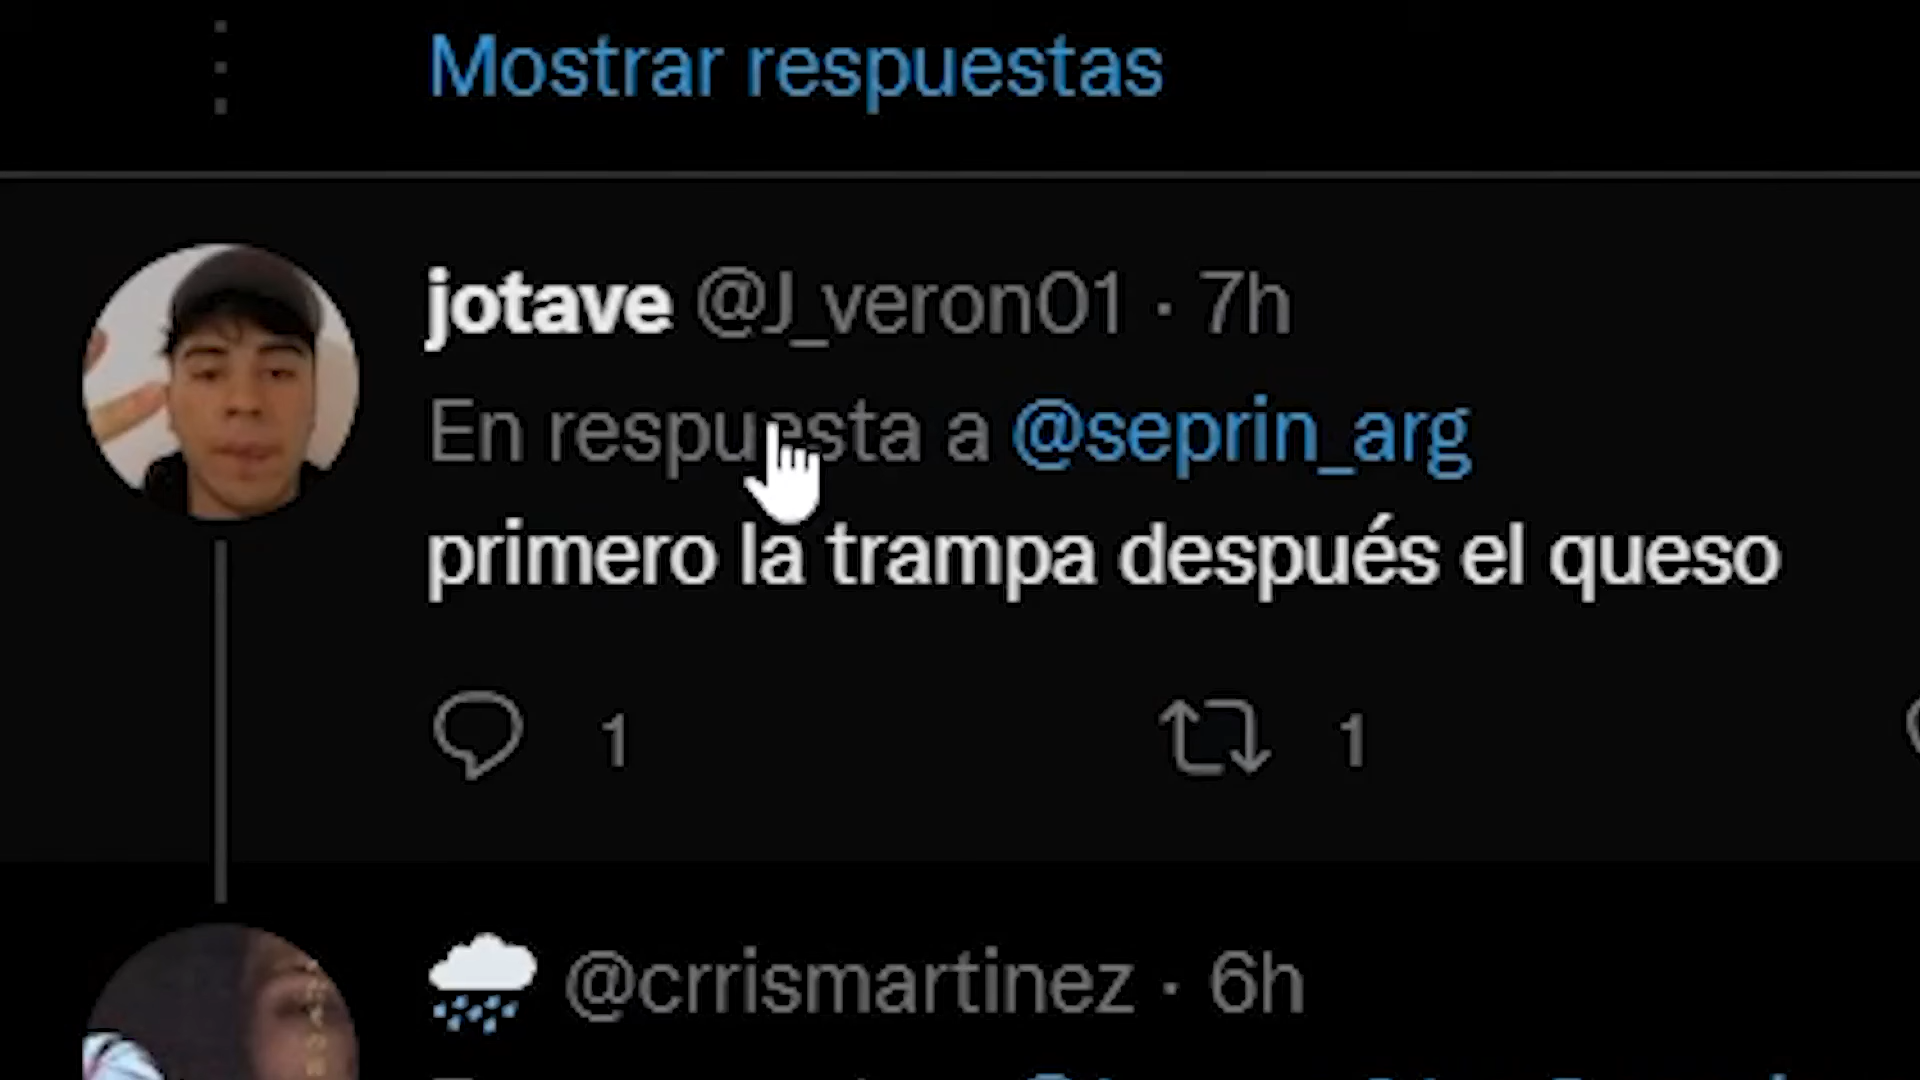 Mostrar respuestas
jotave @J_veron01 · 7h
En respuesta a @seprin_arg
primero la trampa después el queso
1 1
@crrismartinez · 6h